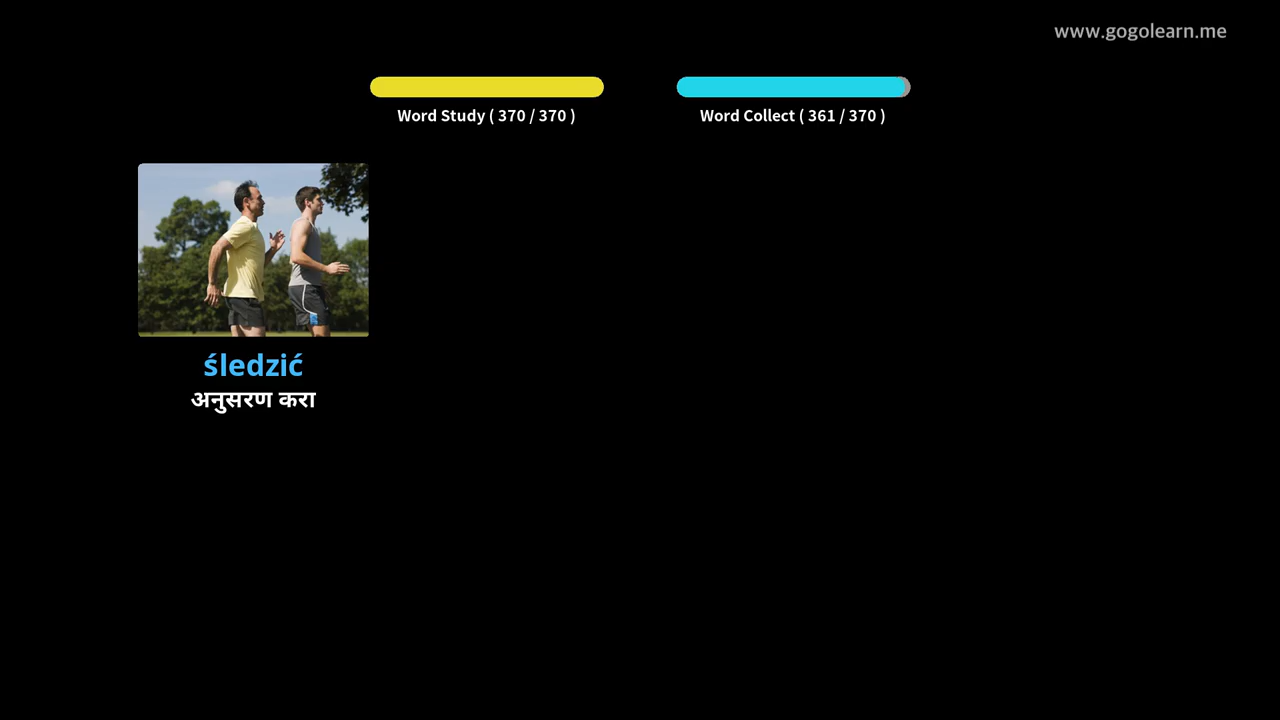 www.gogolearn.me
Word Study ( 370 / 370 )
Word Collect ( 361 / 370 )
śledzić
अनुसरण करा